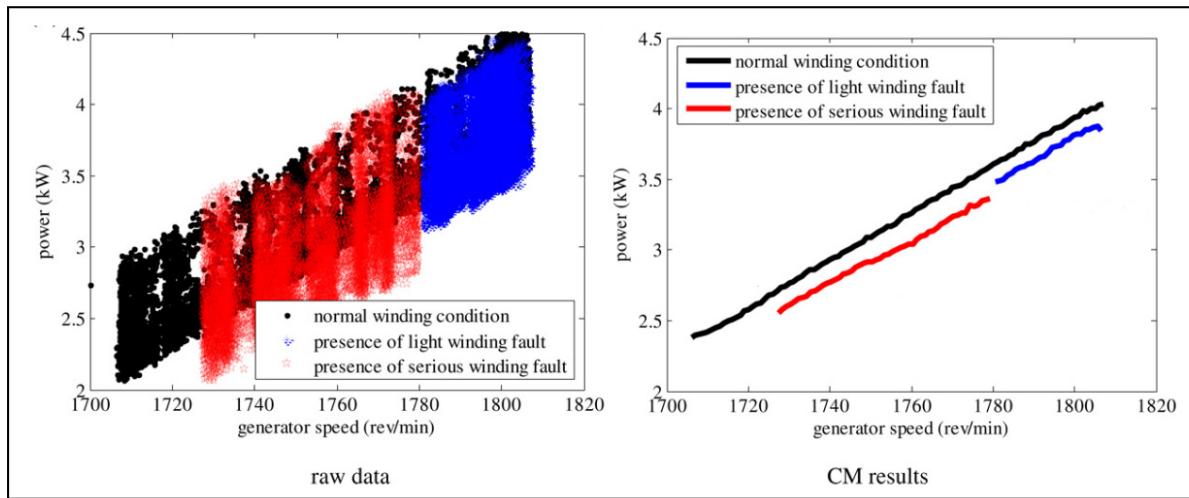 4.5
4
3.5
3
2.5
2
power (kW)
normal winding condition
presence of light winding fault
presence of serious winding fault
1700 1720 1740 1760 1780 1800 1820
generator speed (rev/min)
raw data
4.5
4
3.5
3
2.5
2
power (kW)
normal winding condition
presence of light winding fault
presence of serious winding fault
1700 1720 1740 1760 1780 1800 1820
generator speed (rev/min)
CM results